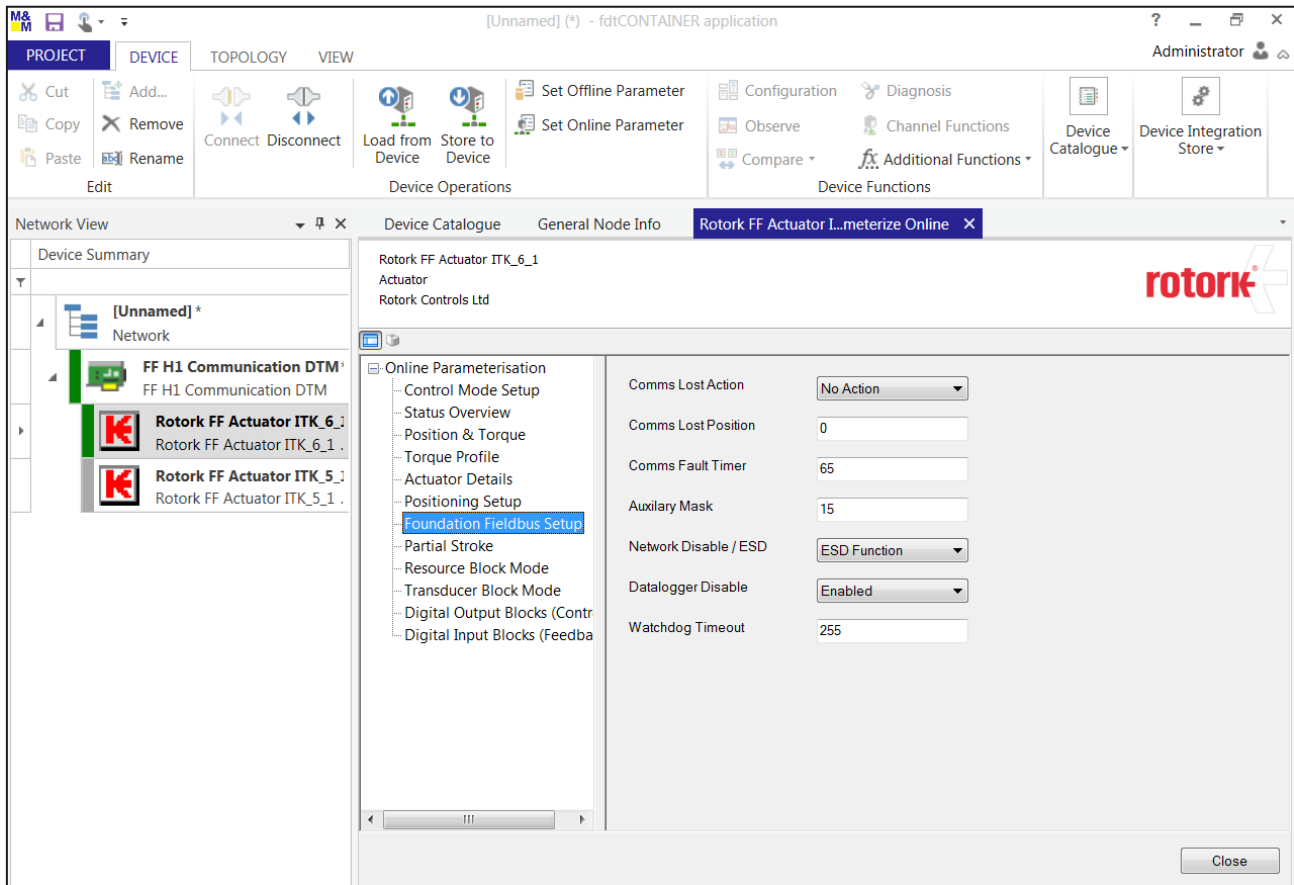 M&M
[Unnamed] (*) - fdtCONTAINER application
?
PROJECT DEVICE TOPOLOGY VIEW
Administrator
Cut
Copy
Paste
Add...
Remove
Rename
Edit
Connect Disconnect
Load from Device
Store to Device
Set Offline Parameter
Set Online Parameter
Device Operations
Configuration
Observe
Compare
Diagnosis
Channel Functions
fx Additional Functions
Device Functions
Device Catalogue
Device Integration Store
Network View
Device Summary
[Unnamed] *
Network
FF H1 Communication DTM*
FF H1 Communication DTM
Rotork FF Actuator ITK_6_1
Rotork FF Actuator ITK_6_1 .
Rotork FF Actuator ITK_5_1
Rotork FF Actuator ITK_5_1 .
Device Catalogue General Node Info Rotork FF Actuator I...meterize Online
Rotork FF Actuator ITK_6_1
Actuator
Rotork Controls Ltd
rotork
Online Parameterisation
Control Mode Setup
Status Overview
Position & Torque
Torque Profile
Actuator Details
Positioning Setup
Foundation Fieldbus Setup
Partial Stroke
Resource Block Mode
Transducer Block Mode
Digital Output Blocks (Contr
Digital Input Blocks (Feedba
Comms Lost Action No Action
Comms Lost Position 0
Comms Fault Timer 65
Auxilary Mask 15
Network Disable / ESD ESD Function
Datalogger Disable Enabled
Watchdog Timeout 255
Close